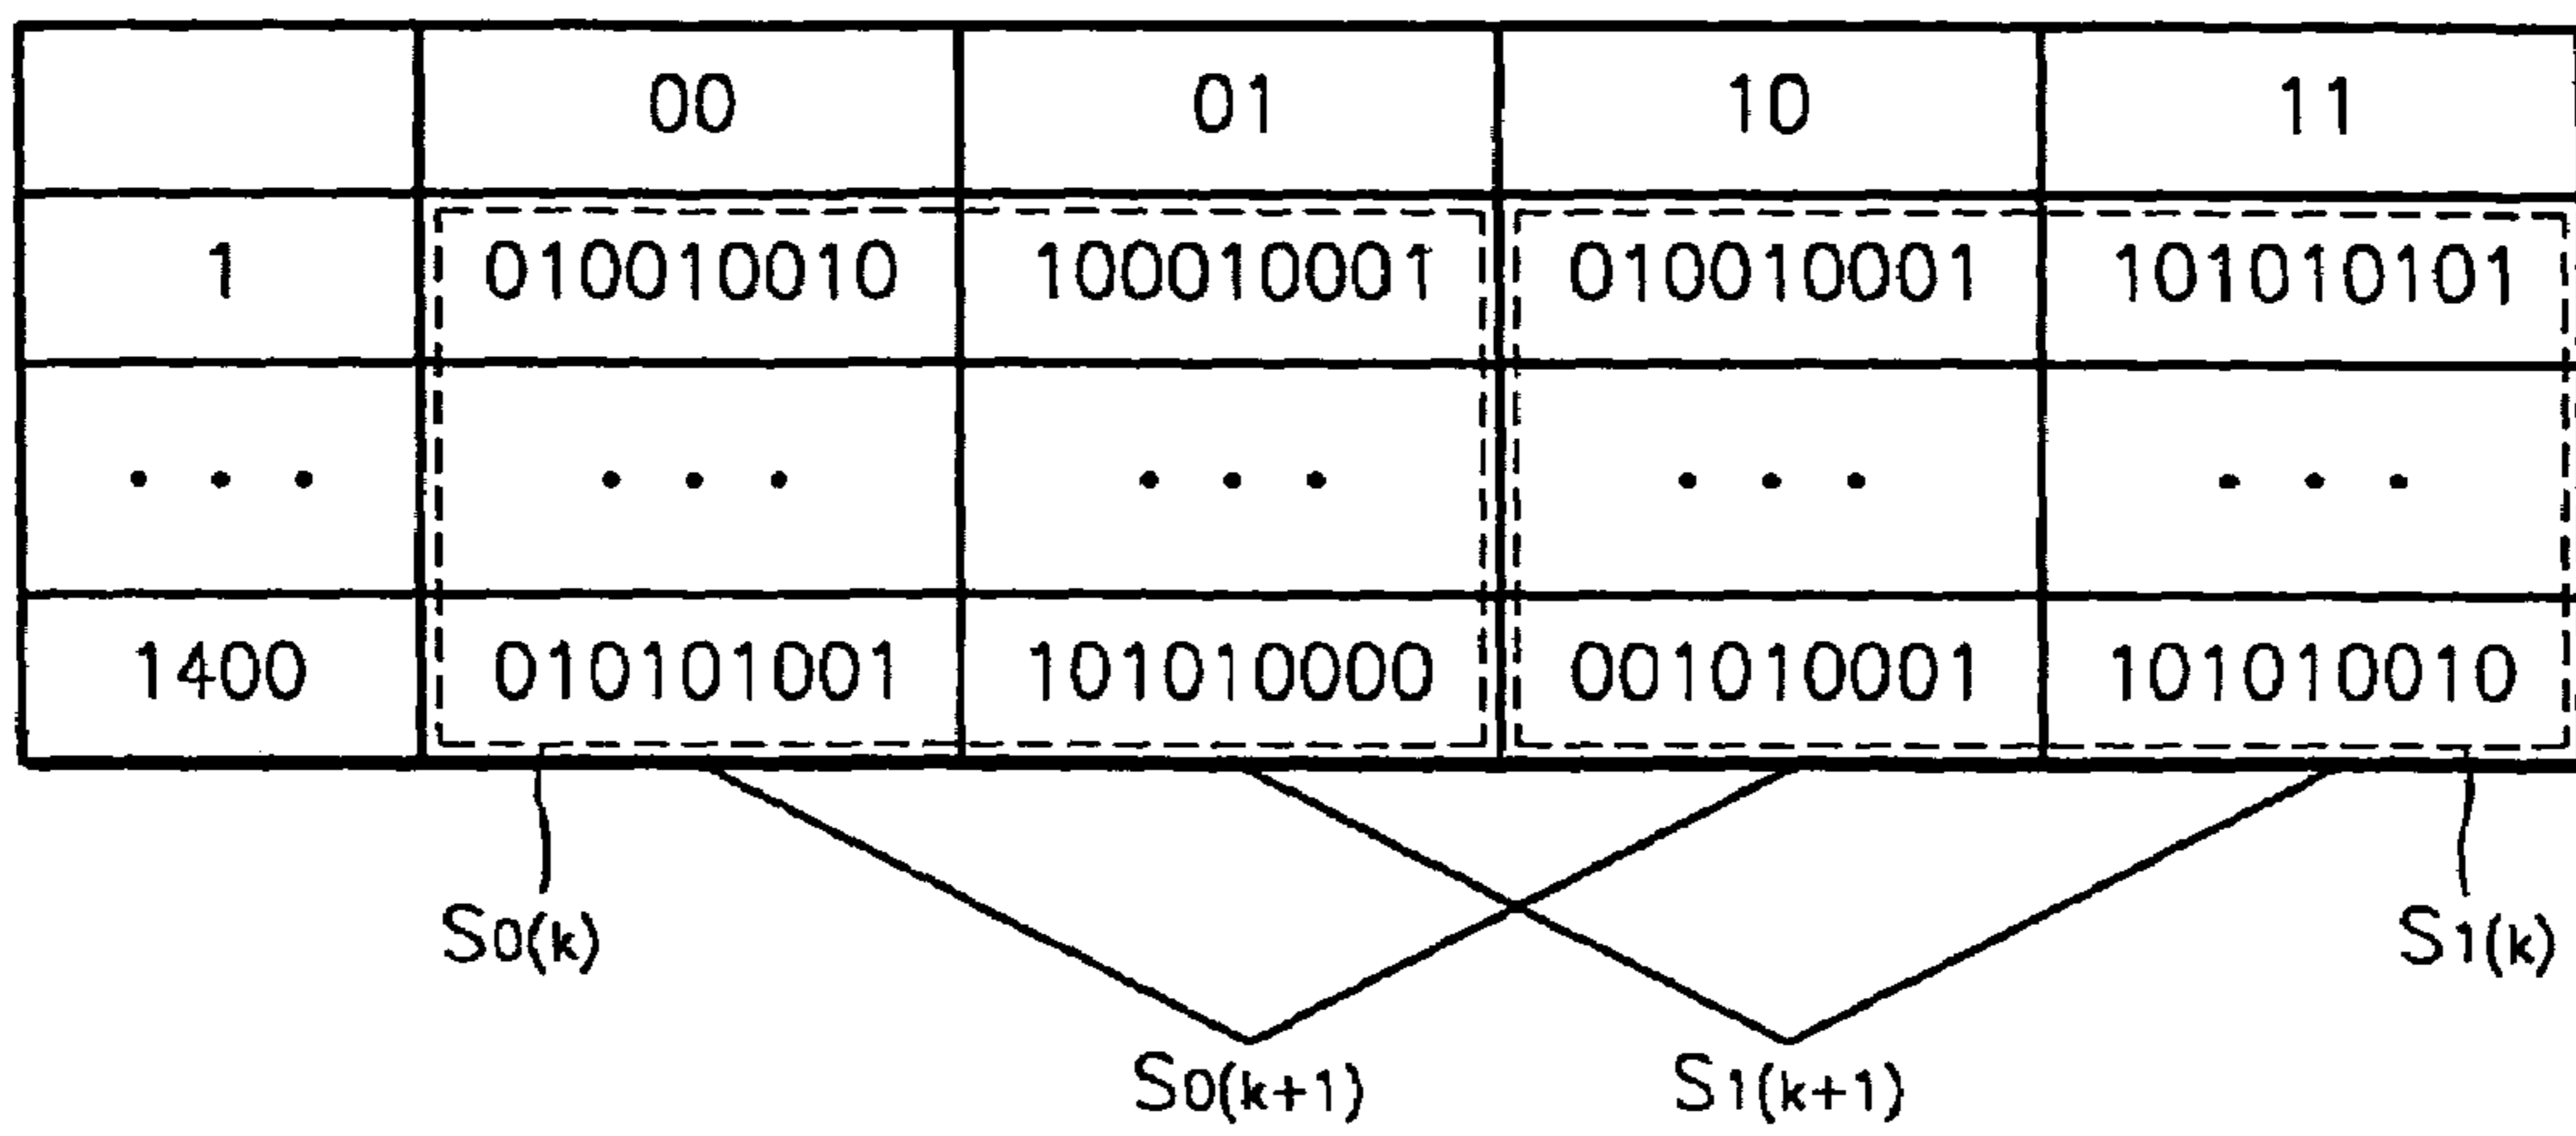 00 01 10 11
1 010010010 100010001 010010001 101010101
• • • • • • • • • • • • • • •
1400 010101001 101010000 001010001 101010010
S0(k) S1(k)
S0(k+1) S1(k+1)